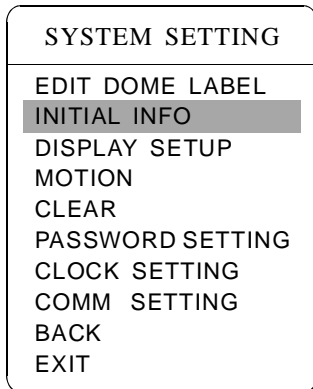 SYSTEM SETTING
EDIT DOME LABEL
INITIAL INFO
DISPLAY SETUP
MOTION
CLEAR
PASSWORD SETTING
CLOCK SETTING
COMM SETTING
BACK
EXIT